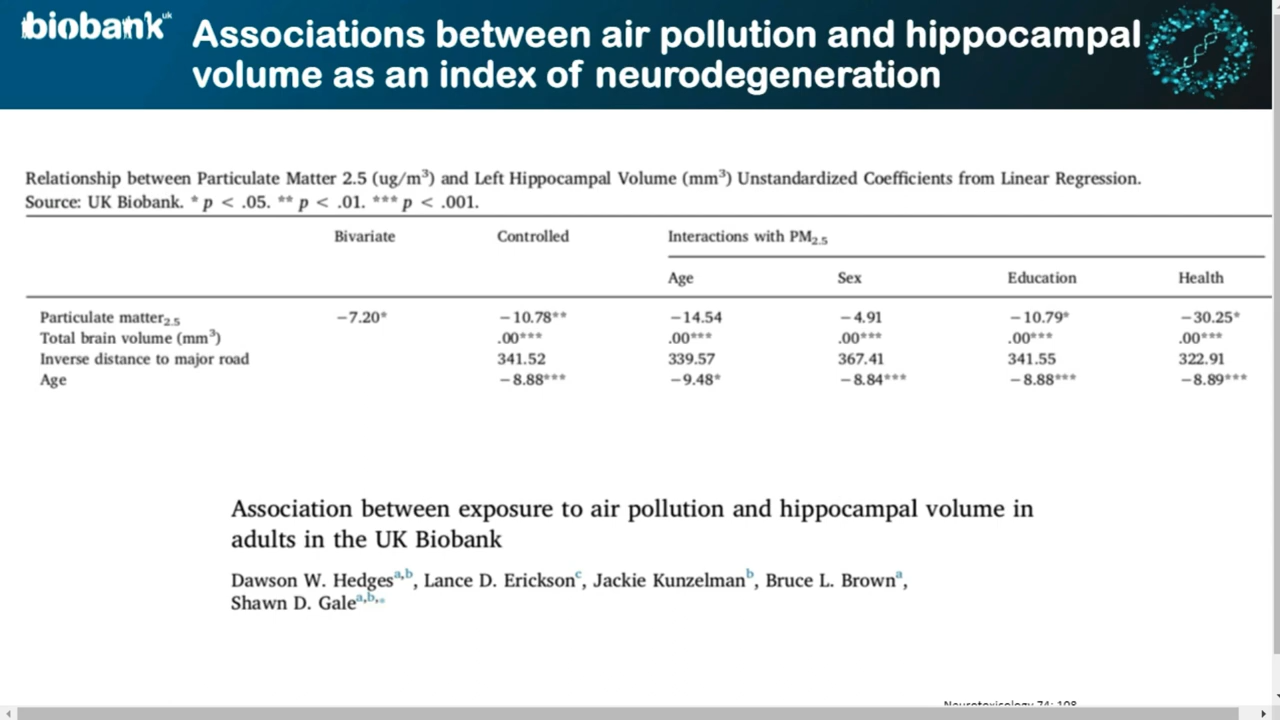 biobank uk
Associations between air pollution and hippocampal
volume as an index of neurodegeneration
Relationship between Particulate Matter 2.5 (ug/m³) and Left Hippocampal Volume (mm³) Unstandardized Coefficients from Linear Regression.
Source: UK Biobank. * p < .05. ** p < .01. *** p < .001.
Bivariate Controlled Interactions with PM₂.₅
Age Sex Education Health
Particulate matter₂.₅ −7.20* −10.78** −14.54 −4.91 −10.79* −30.25*
Total brain volume (mm³) .00*** .00*** .00*** .00*** .00***
Inverse distance to major road 341.52 339.57 367.41 341.55 322.91
Age −8.88*** −9.48* −8.84*** −8.88*** −8.89***
Association between exposure to air pollution and hippocampal volume in
adults in the UK Biobank
Dawson W. Hedges a,b, Lance D. Erickson c, Jackie Kunzelman b, Bruce L. Brown a,
Shawn D. Gale a,b,*
Neurotoxicology 74: 108